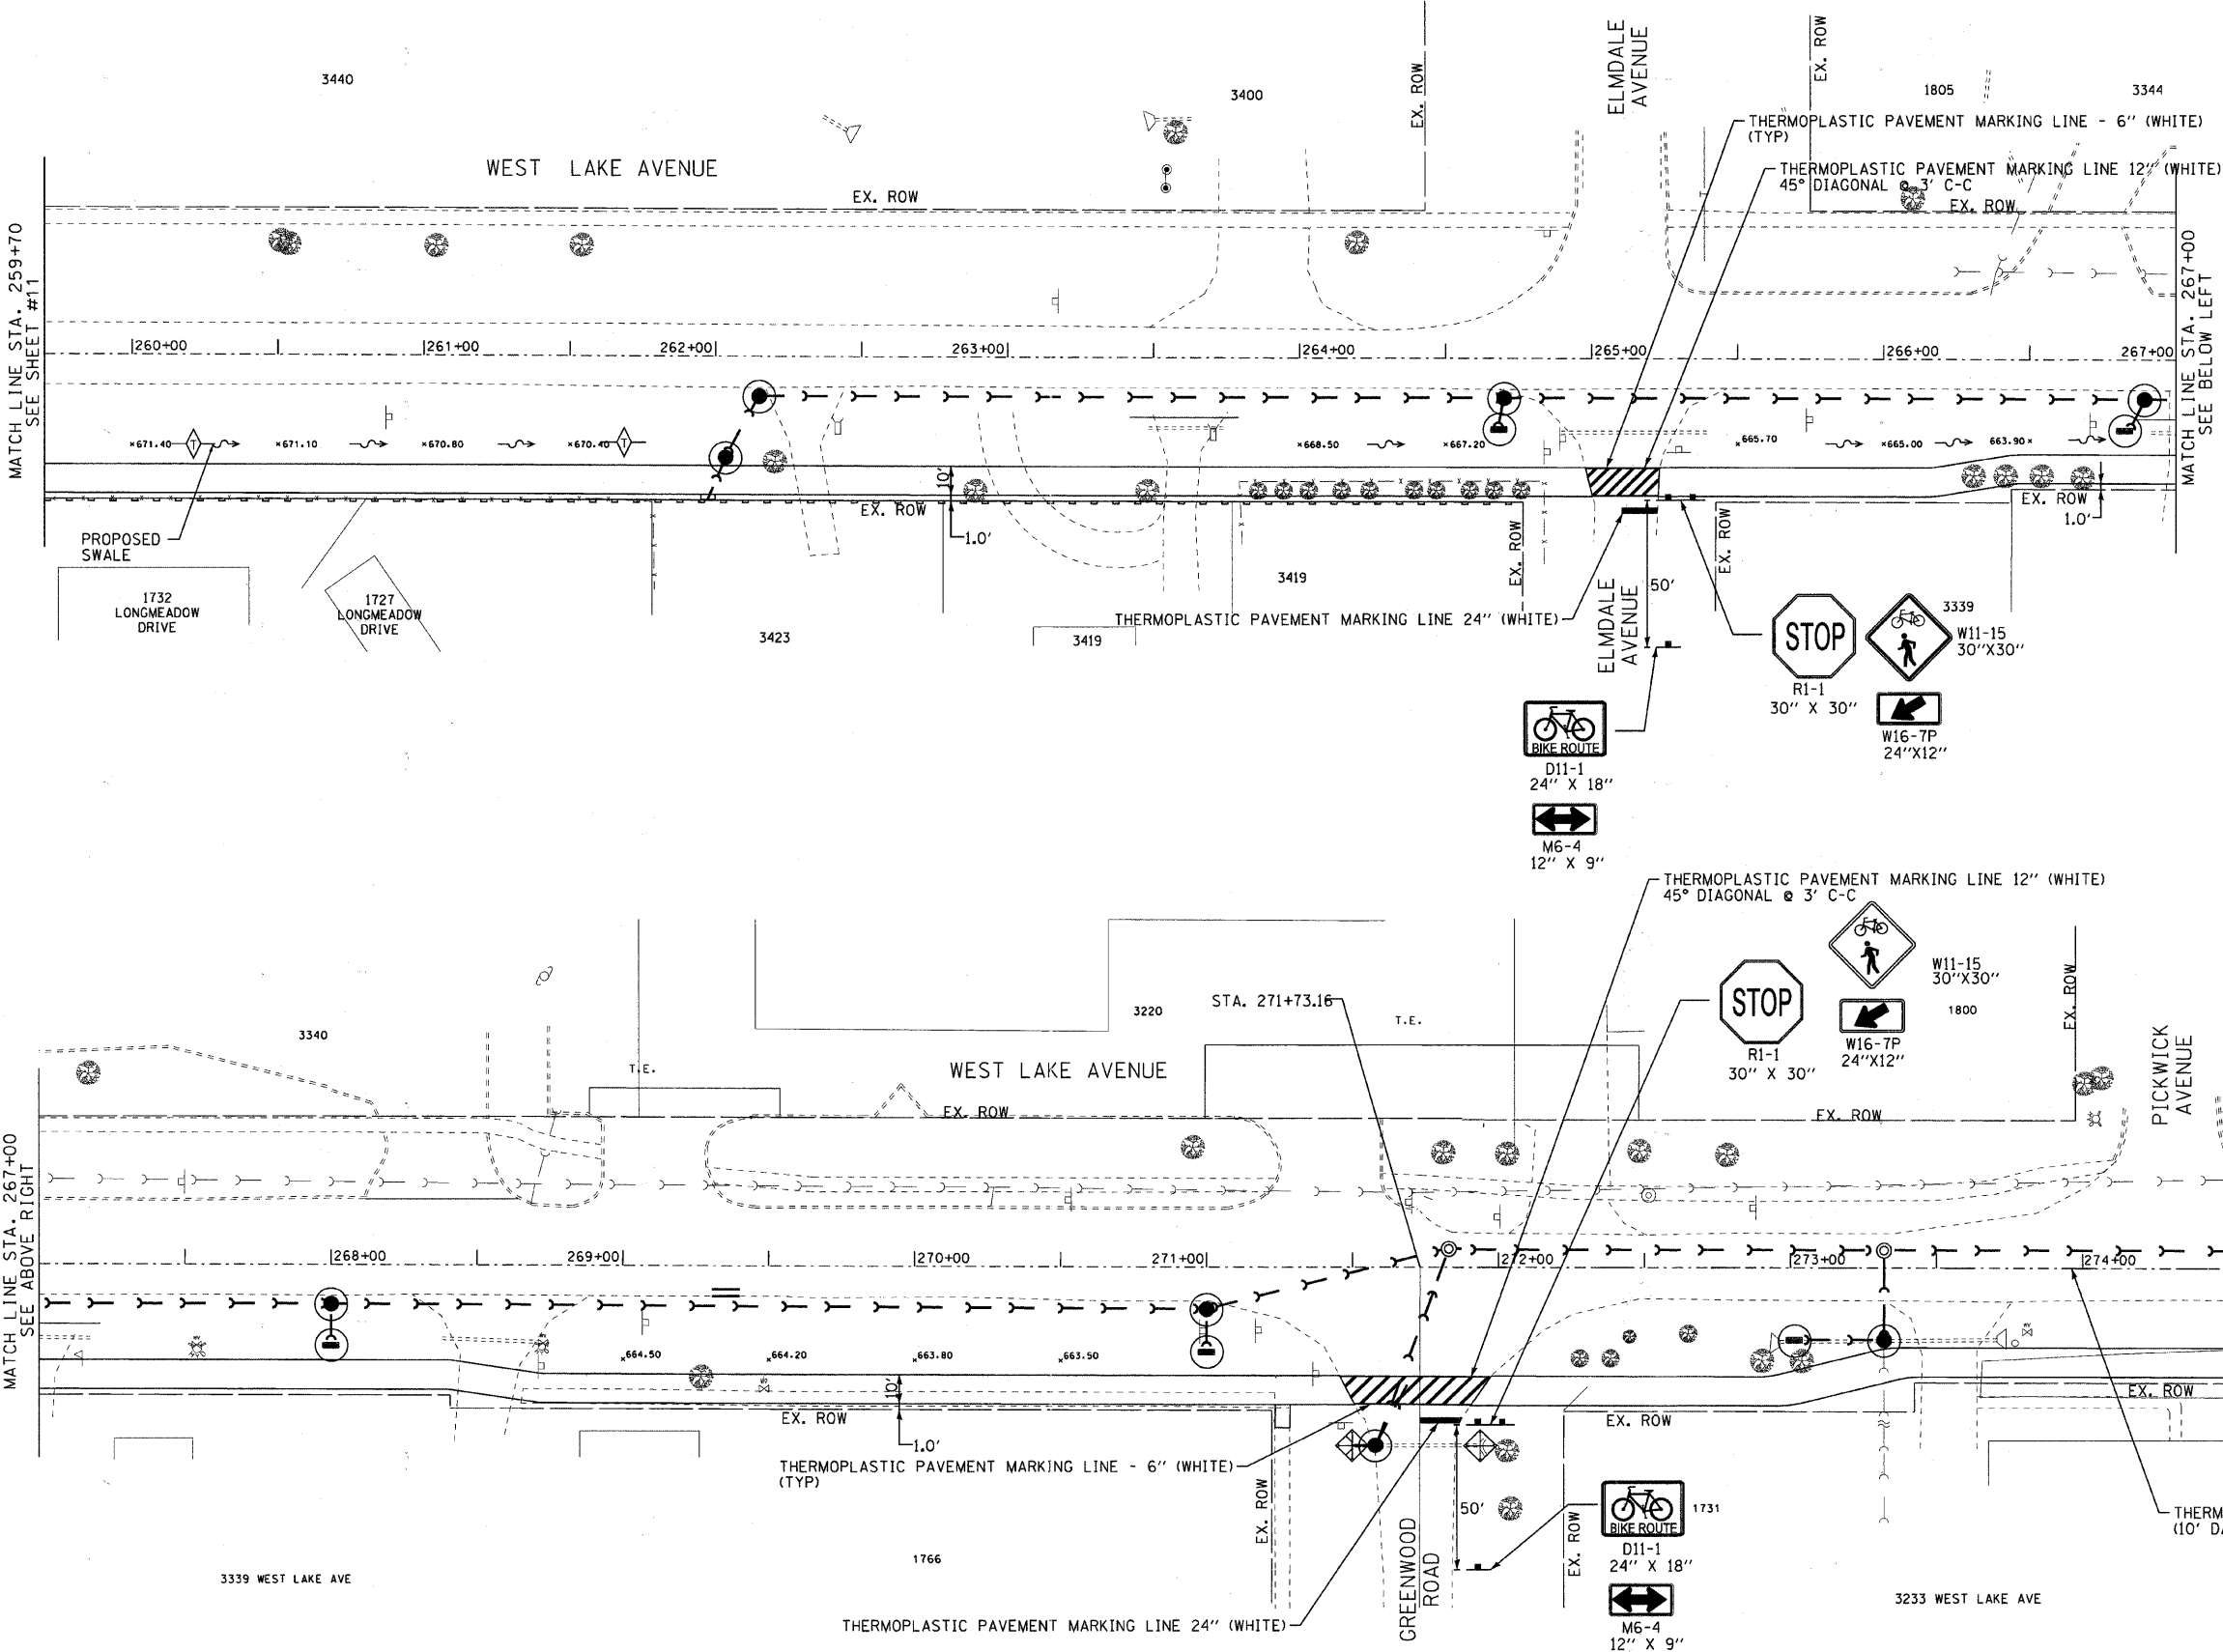 3440
3400
EX. ROW
ELMDALE
AVENUE
EX. ROW
1805
3344
THERMOPLASTIC PAVEMENT MARKING LINE - 6" (WHITE)
(TYP)
THERMOPLASTIC PAVEMENT MARKING LINE 12" (WHITE)
45° DIAGONAL @ 3' C-C
WEST LAKE AVENUE
EX. ROW
EX. ROW
MATCH LINE STA. 259+70
SEE SHEET #11
MATCH LINE STA. 267+00
SEE BELOW LEFT
260+00
261+00
262+00
263+00
264+00
265+00
266+00
267+00
×671.40
T
×671.10
×670.80
×670.40
T
×668.50
×667.20
×665.70
×665.00
663.90×
10'
EX. ROW
1.0'
EX. ROW
1.0'
PROPOSED
SWALE
1732
LONGMEADOW
DRIVE
1727
LONGMEADOW
DRIVE
3423
3419
3419
EX. ROW
EX. ROW
THERMOPLASTIC PAVEMENT MARKING LINE 24" (WHITE)
ELMDALE
AVENUE
50'
STOP
R1-1
30" X 30"
3339
W11-15
30"X30"
W16-7P
24"X12"
BIKE ROUTE
D11-1
24" X 18"
M6-4
12" X 9"
THERMOPLASTIC PAVEMENT MARKING LINE 12" (WHITE)
45° DIAGONAL @ 3' C-C
STOP
R1-1
30" X 30"
W11-15
30"X30"
W16-7P
24"X12"
1800
EX. ROW
PICKWICK
AVENUE
3340
T.E.
3220
STA. 271+73.16
T.E.
WEST LAKE AVENUE
EX. ROW
EX. ROW
MATCH LINE STA. 267+00
SEE ABOVE RIGHT
268+00
269+00
270+00
271+00
272+00
273+00
274+00
×664.50
×664.20
×663.80
×663.50
10'
EX. ROW
1.0'
EX. ROW
EX. ROW
THERMOPLASTIC PAVEMENT MARKING LINE - 6" (WHITE)
(TYP)
EX. ROW
50'
EX. ROW
BIKE ROUTE
D11-1
24" X 18"
M6-4
12" X 9"
1731
THERM
(10' DA
GREENWOOD
ROAD
1766
3339 WEST LAKE AVE
3233 WEST LAKE AVE
THERMOPLASTIC PAVEMENT MARKING LINE 24" (WHITE)